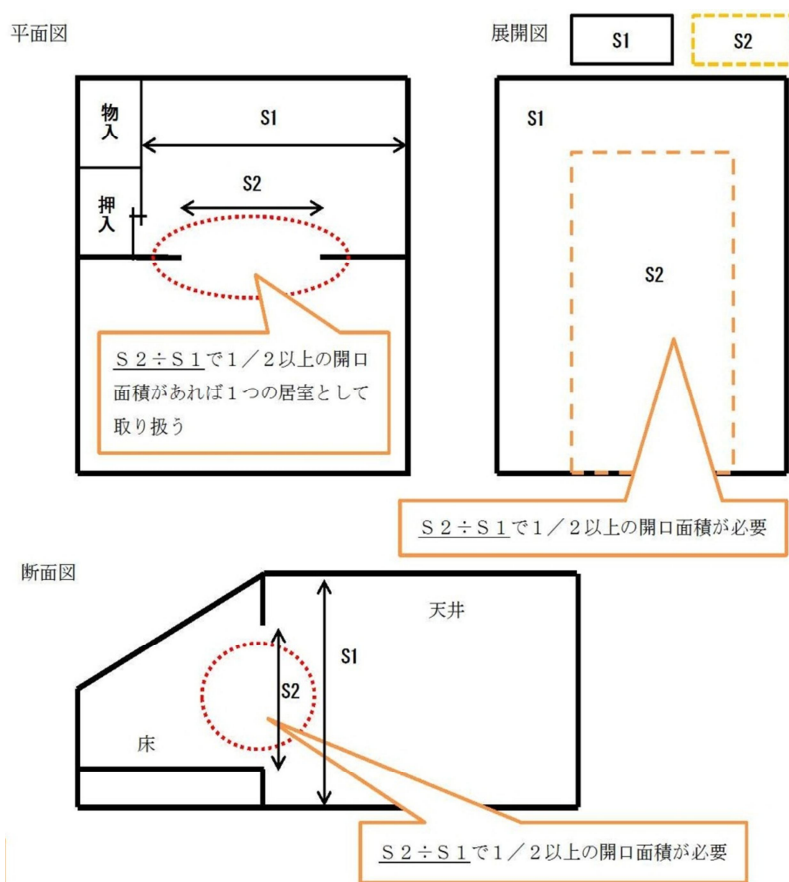 平面図
展開図
S1
S2
物入
S1
S1
S2
押入
S2
S2÷S1で1／2以上の開口
面積があれば1つの居室として
取り扱う
S2÷S1で1／2以上の開口面積が必要
断面図
天井
S1
S2
床
S2÷S1で1／2以上の開口面積が必要